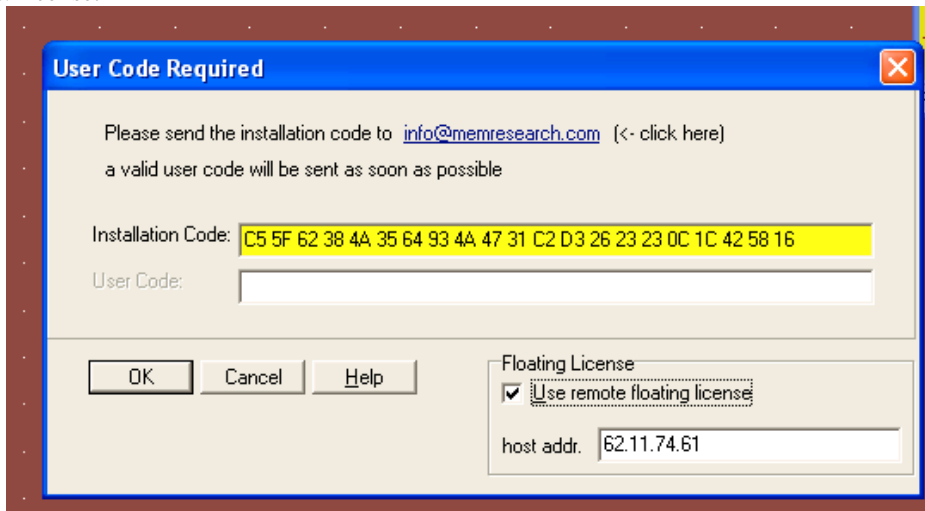 User Code Required
Please send the installation code to info@memresearch.com (<- click here)
a valid user code will be sent as soon as possible
Installation Code: C5 5F 62 38 4A 35 64 93 4A 47 31 C2 D3 26 23 23 0C 1C 42 58 16
User Code:
OK Cancel Help
Floating License
Use remote floating license
host addr. 62.11.74.61